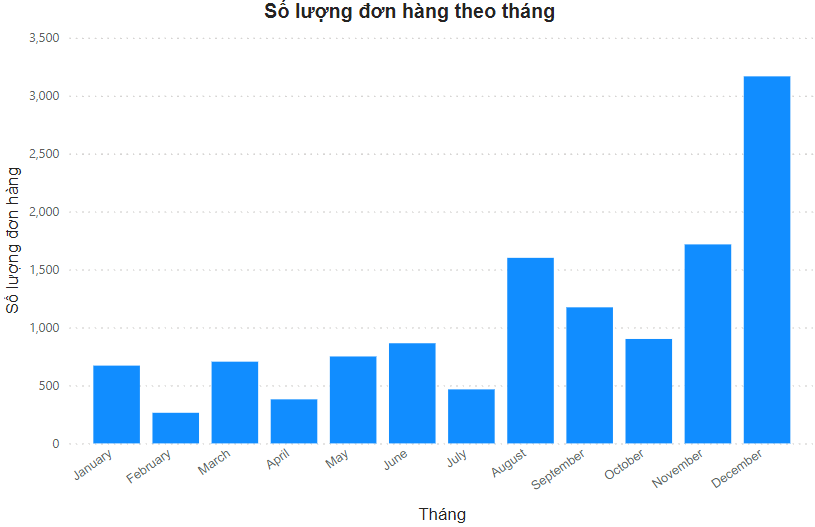 Số lượng đơn hàng theo tháng
3,500
3,000
2,500
2,000
1,500
1,000
500
0
Số lượng đơn hàng
January
February
March
April
May
June
July
August
September
October
November
December
Tháng